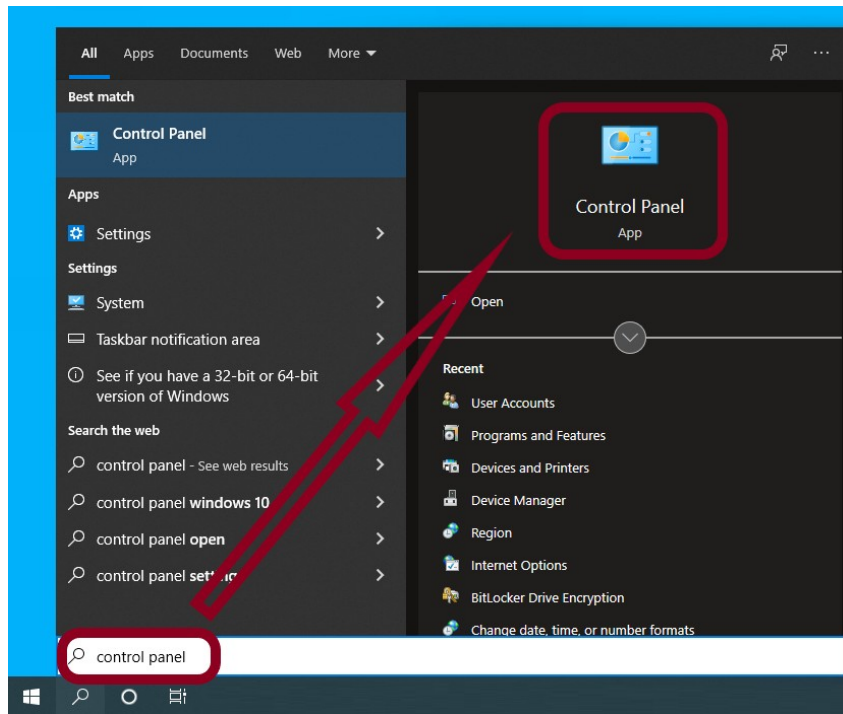 All Apps Documents Web More
Best match
Control Panel
App
Apps
Settings
Settings
System
Taskbar notification area
See if you have a 32-bit or 64-bit
version of Windows
Search the web
control panel - See web results
control panel windows 10
control panel open
control panel
control panel
Control Panel
App
Open
Recent
User Accounts
Programs and Features
Devices and Printers
Device Manager
Region
Internet Options
BitLocker Drive Encryption
Change date, time, or number formats